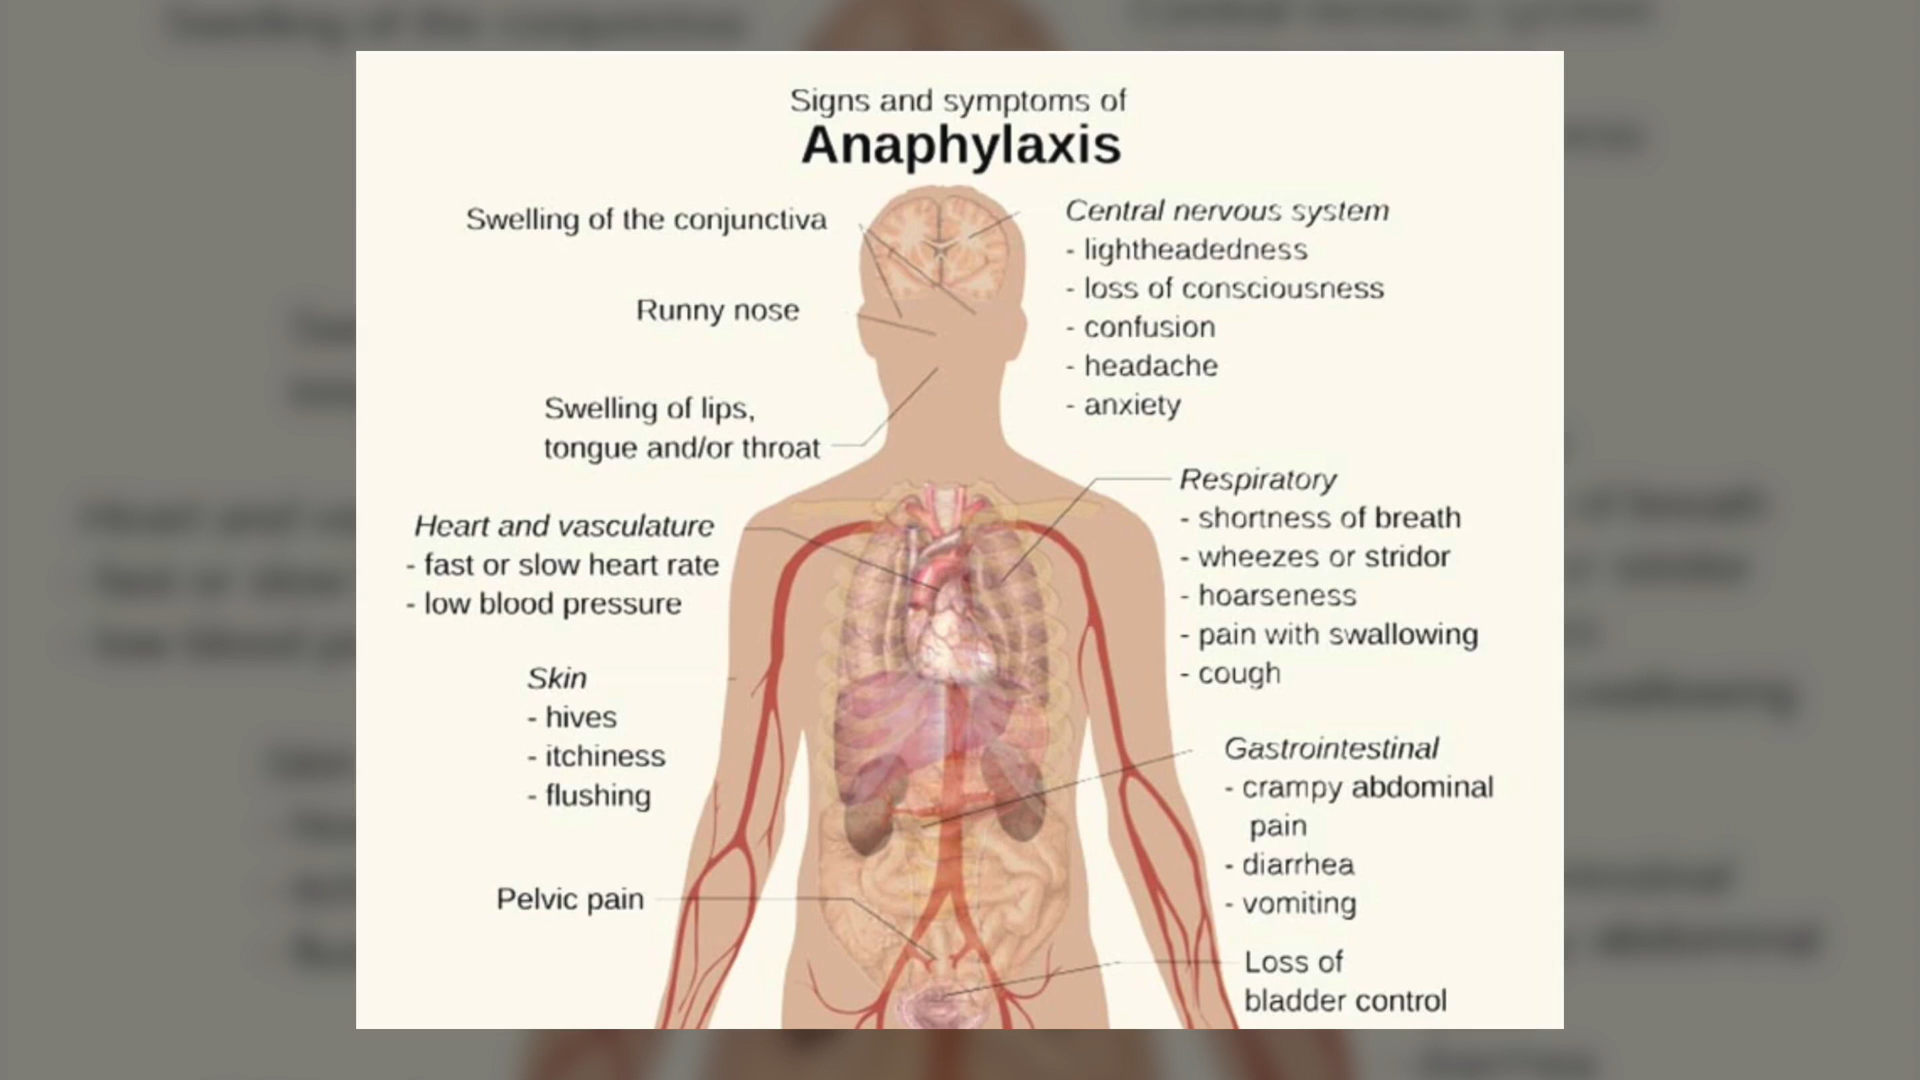 Signs and symptoms of
Anaphylaxis
Swelling of the conjunctiva
Runny nose
Swelling of lips,
tongue and/or throat
Heart and vasculature
- fast or slow heart rate
- low blood pressure
Skin
- hives
- itchiness
- flushing
Pelvic pain
Central nervous system
- lightheadedness
- loss of consciousness
- confusion
- headache
- anxiety
Respiratory
- shortness of breath
- wheezes or stridor
- hoarseness
- pain with swallowing
- cough
Gastrointestinal
- crampy abdominal
pain
- diarrhea
- vomiting
Loss of
bladder control